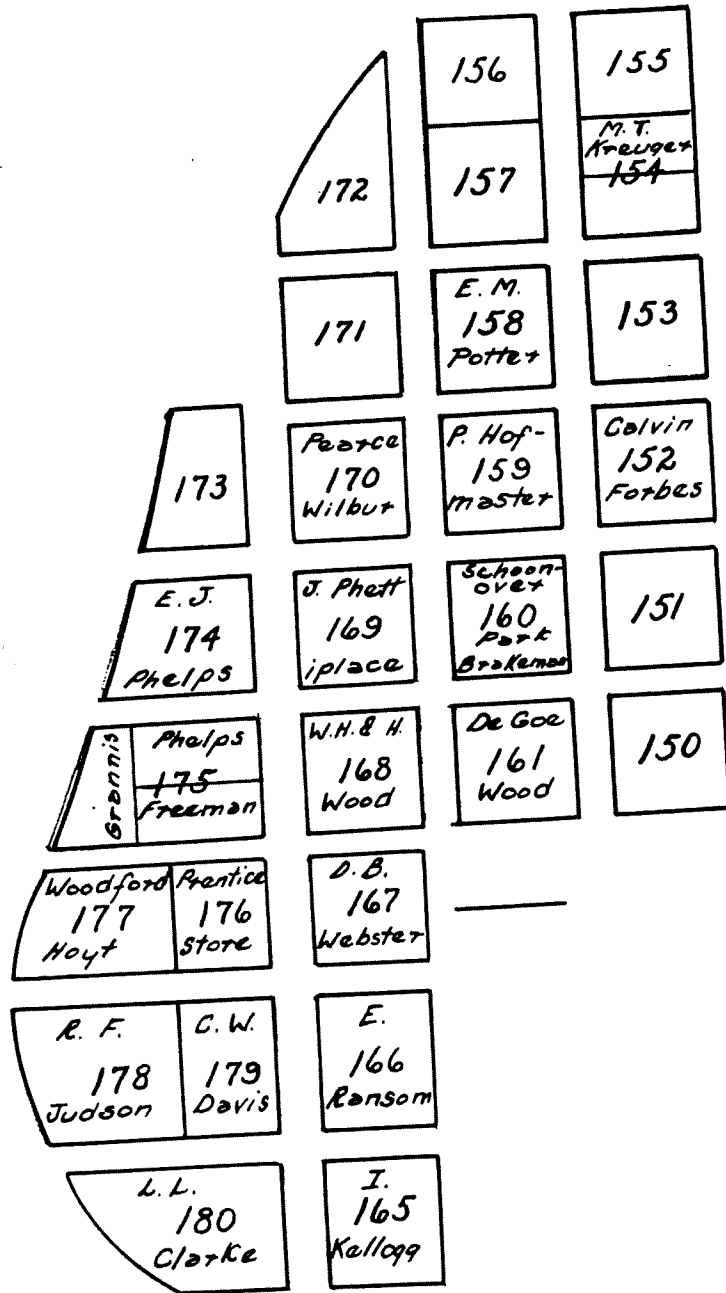 156
155
172
157
M. T.
Kreuger
154
171
E. M.
158
Potter
153
173
Pearce
170
Wilbur
P. Hof-
159
master
Calvin
152
Forbes
E. J.
174
Phelps
J. Phett
169
iplace
Schoon-
over
160
Park
Brakeman
151
Grannis
Phelps
175
Freeman
W. H. & H.
168
Wood
De Goe
161
Wood
150
Woodford
177
Hoyt
Prentice
176
Store
D. B.
167
Webster
R. F.
178
Judson
C. W.
179
Davis
E.
166
Ransom
L. L.
180
Clarke
I.
165
Kellogg